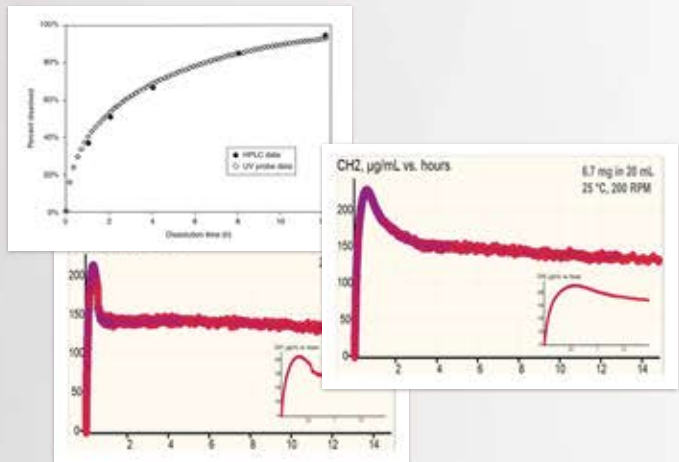 100%
80%
60%
40%
20%
0%
Percent dissolved
HPLC data
UV probe data
0 2 4 6 8 10
Dissolution time (h)
CH2, µg/mL vs. hours
6.7 mg in 20 mL
25 °C, 200 RPM
200
150
100
50
0
2 4 6 8 10 12 14
200
150
100
50
0
2 4 6 8 10 12 14